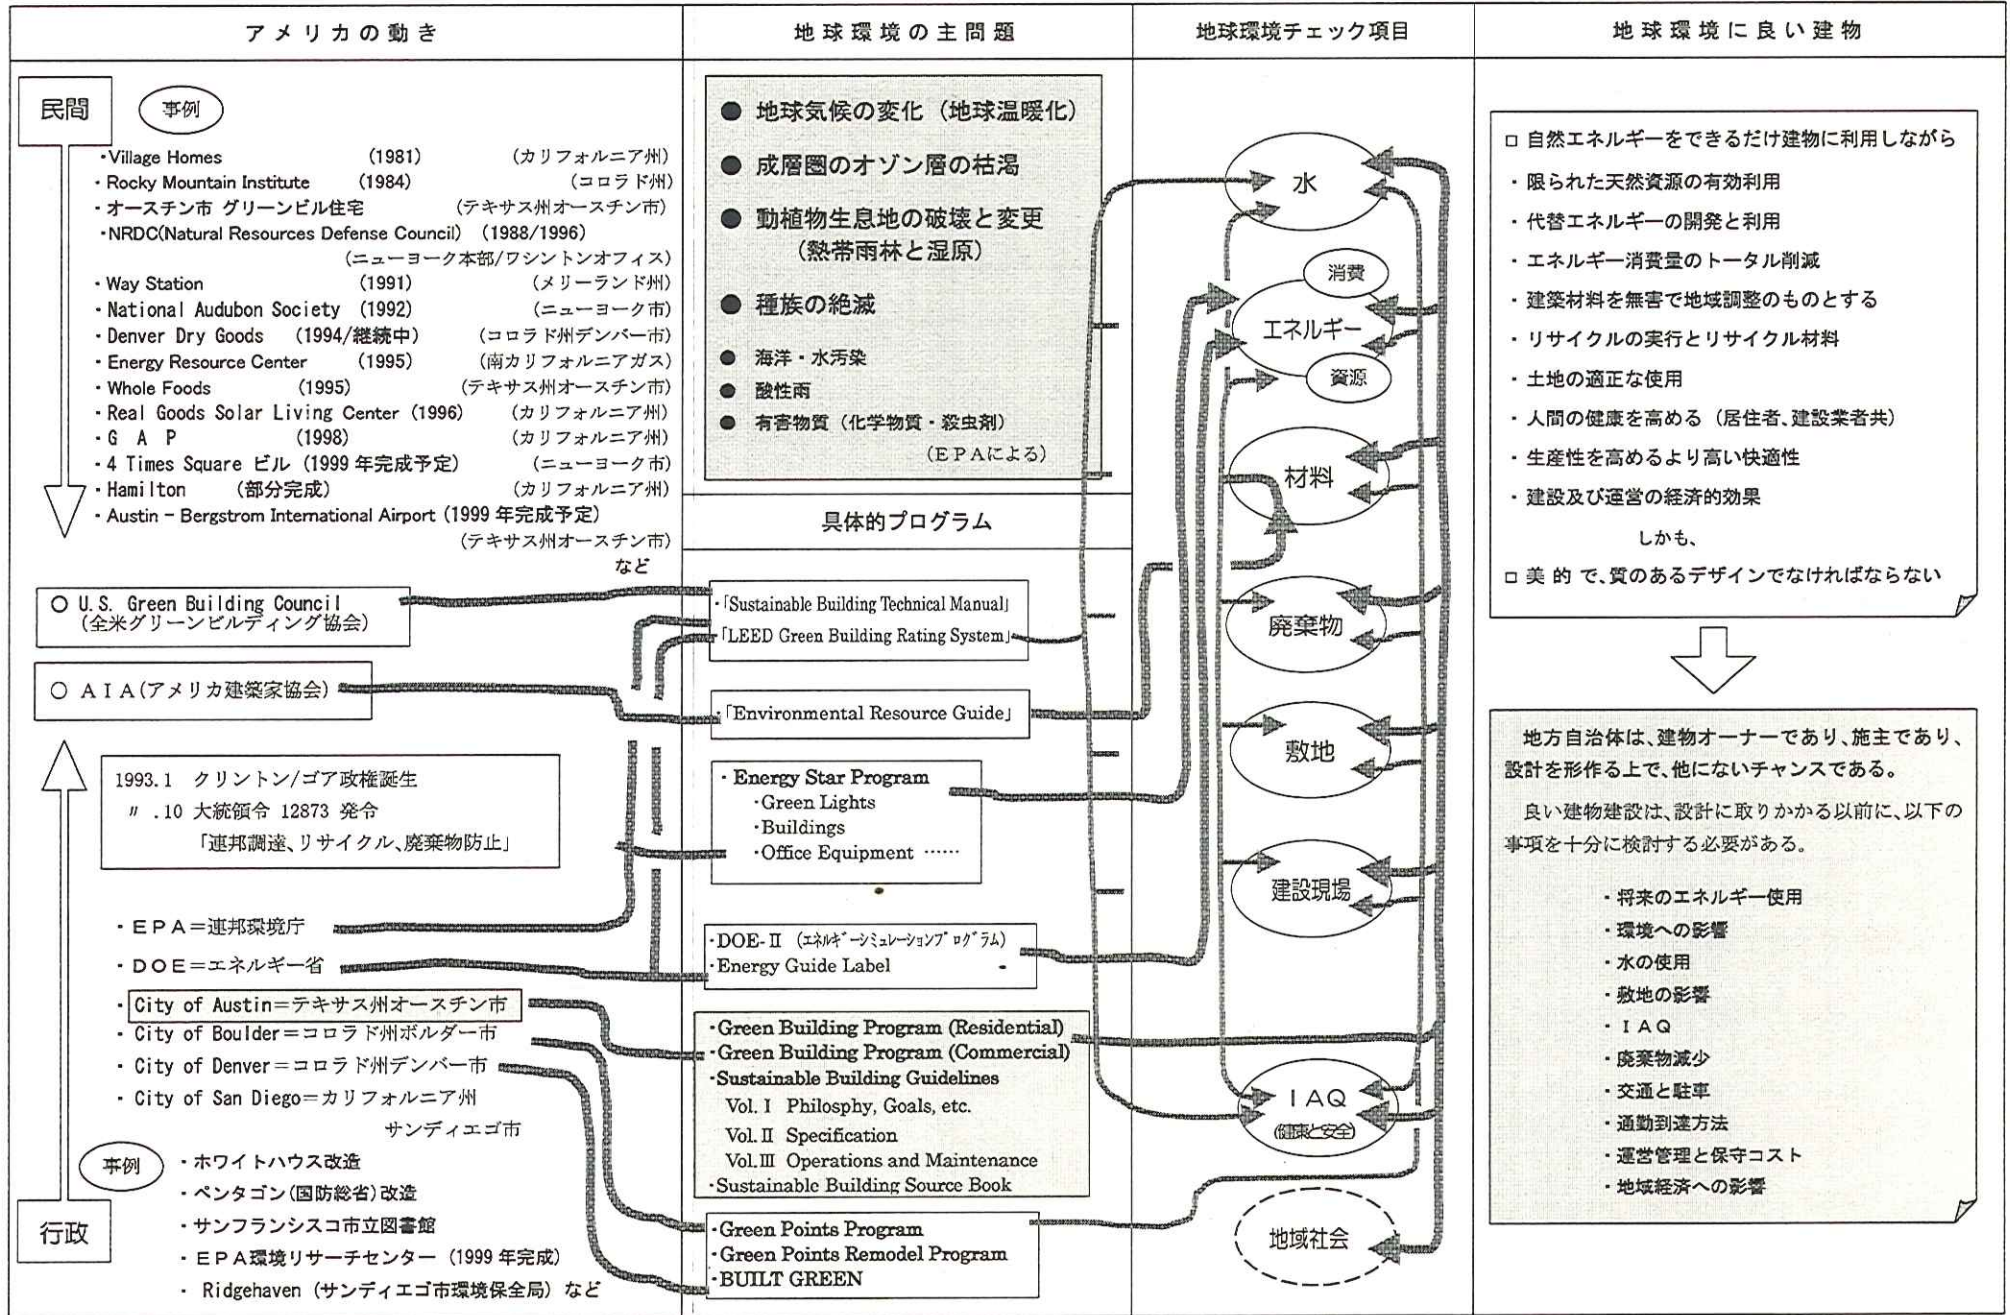 アメリカの動き
地球環境の主問題
地球環境チェック項目
地球環境に良い建物
民間
事例
・Village Homes (1981) (カリフォルニア州)
・Rocky Mountain Institute (1984) (コロラド州)
・オースチン市 グリーンビル住宅 (テキサス州オースチン市)
・NRDC(Natural Resources Defense Council) (1988/1996)
(ニューヨーク本部/ワシントンオフィス)
・Way Station (1991) (メリーランド州)
・National Audubon Society (1992) (ニューヨーク市)
・Denver Dry Goods (1994/継続中) (コロラド州デンバー市)
・Energy Resource Center (1995) (南カリフォルニアガス)
・Whole Foods (1995) (テキサス州オースチン市)
・Real Goods Solar Living Center (1996) (カリフォルニア州)
・G A P (1998) (カリフォルニア州)
・4 Times Square ビル (1999年完成予定) (ニューヨーク市)
・Hamilton (部分完成) (カリフォルニア州)
・Austin－Bergstrom International Airport (1999年完成予定)
(テキサス州オースチン市)
など
○ U.S. Green Building Council
(全米グリーンビルディング協会)
○ AIA(アメリカ建築家協会)
1993.1 クリントン/ゴア政権誕生
〃 .10 大統領令 12873 発令
「連邦調達、リサイクル、廃棄物防止」
・EPA＝連邦環境庁
・DOE＝エネルギー省
・City of Austin＝テキサス州オースチン市
・City of Boulder＝コロラド州ボルダー市
・City of Denver＝コロラド州デンバー市
・City of San Diego＝カリフォルニア州
サンディエゴ市
事例
・ホワイトハウス改造
・ペンタゴン(国防総省)改造
・サンフランシスコ市立図書館
・EPA環境リサーチセンター (1999年完成)
・Ridgehaven (サンディエゴ市環境保全局) など
行政
● 地球気候の変化 (地球温暖化)
● 成層圏のオゾン層の枯渇
● 動植物生息地の破壊と変更
(熱帯雨林と湿原)
● 種族の絶滅
● 海洋・水汚染
● 酸性雨
● 有害物質 (化学物質・殺虫剤)
(EPAによる)
具体的プログラム
・「Sustainable Building Technical Manual」
「LEED Green Building Rating System」
・「Environmental Resource Guide」
・Energy Star Program
・Green Lights
・Buildings
・Office Equipment ……
・DOE-Ⅱ (エネルギーシミュレーションプログラム)
・Energy Guide Label
・Green Building Program (Residential)
・Green Building Program (Commercial)
・Sustainable Building Guidelines
Vol.Ⅰ Philosphy, Goals, etc.
Vol.Ⅱ Specification
Vol.Ⅲ Operations and Maintenance
・Sustainable Building Source Book
・Green Points Program
・Green Points Remodel Program
・BUILT GREEN
水
消費
エネルギー
資源
材料
廃棄物
敷地
建設現場
IAQ
(健康と安全)
地域社会
□ 自然エネルギーをできるだけ建物に利用しながら
・限られた天然資源の有効利用
・代替エネルギーの開発と利用
・エネルギー消費量のトータル削減
・建築材料を無害で地域調整のものとする
・リサイクルの実行とリサイクル材料
・土地の適正な使用
・人間の健康を高める (居住者、建設業者共)
・生産性を高めるより高い快適性
・建設及び運営の経済的効果
しかも、
□ 美的で、質のあるデザインでなければならない
地方自治体は、建物オーナーであり、施主であり、
設計を形作る上で、他にないチャンスである。
良い建物建設は、設計に取りかかる以前に、以下の
事項を十分に検討する必要がある。
・将来のエネルギー使用
・環境への影響
・水の使用
・敷地の影響
・IAQ
・廃棄物減少
・交通と駐車
・通勤到達方法
・運営管理と保守コスト
・地域経済への影響